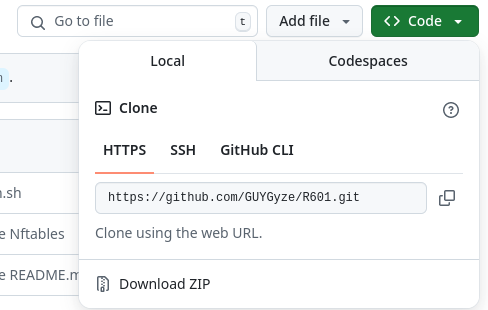 Go to file
t
Add file
Code
Local
Codespaces
.
Clone
HTTPS
SSH
GitHub CLI
.sh
https://github.com/GUYGyze/R601.git
Nftables
Clone using the web URL.
README.m
Download ZIP